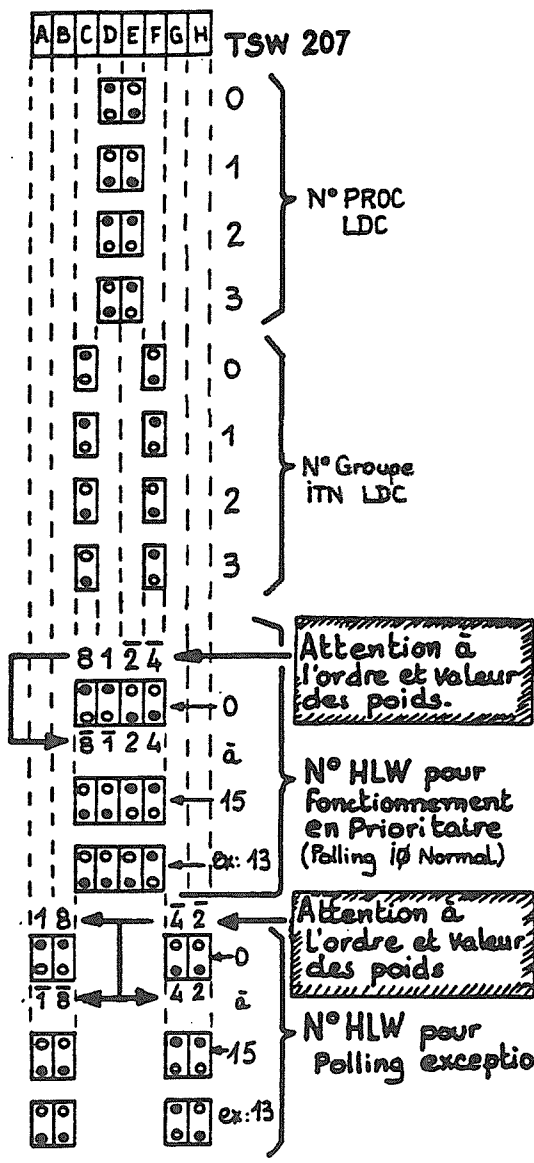 A B C D E F G H TSW 207
0
1
2
3
N° PROC
LDC
0
1
2
3
N° Groupe
iTN LDC
8 1 2̅ 4̅
Attention à
l'ordre et valeur
des poids.
0
8̅ 1̅ 2 4
à
15
ex: 13
N° HLW pour
fonctionnement
en Prioritaire
(Polling iØ Normal)
1 8
4̅ 2̅
Attention à
l'ordre et valeur
des poids
0
1̅ 8̅
4 2
à
15
ex: 13
N° HLW pour
Polling exceptio